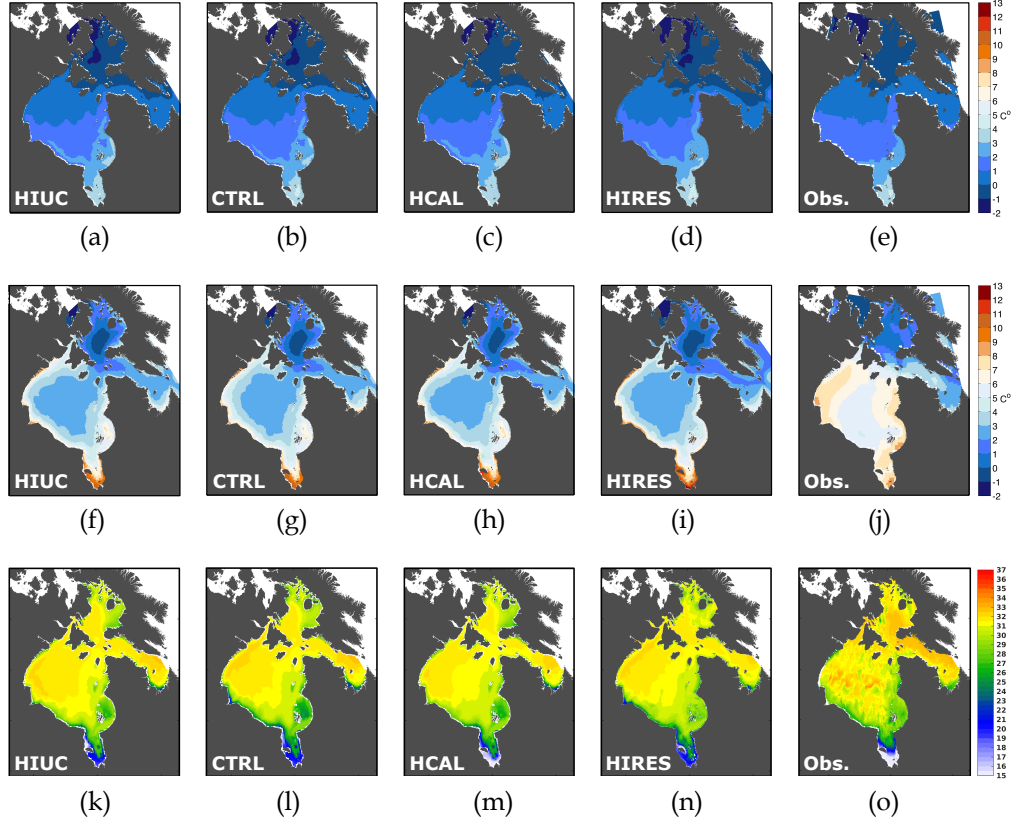 HIUC
CTRL
HCAL
HIRES
Obs.
13
12
11
10
9
8
7
6
5 C°
4
3
2
1
0
-1
-2
(a)
(b)
(c)
(d)
(e)
HIUC
CTRL
HCAL
HIRES
Obs.
13
12
11
10
9
8
7
6
5 C°
4
3
2
1
0
-1
-2
(f)
(g)
(h)
(i)
(j)
HIUC
CTRL
HCAL
HIRES
Obs.
37
36
35
34
33
32
31
30
29
28
27
26
25
24
23
22
21
20
19
18
17
16
15
(k)
(l)
(m)
(n)
(o)